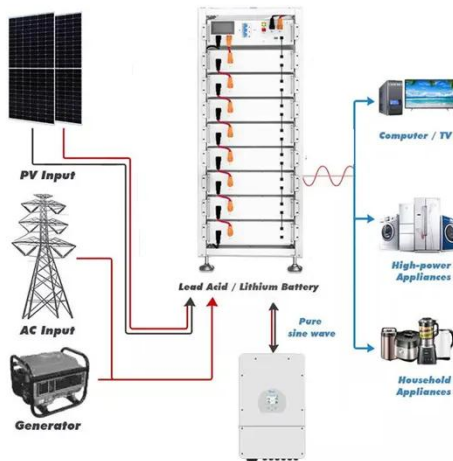 PV Input
AC Input
Generator
Lead Acid / Lithium Battery
Pure
sine wave
Computer / TV
High-power
Appliances
Household
Appliances